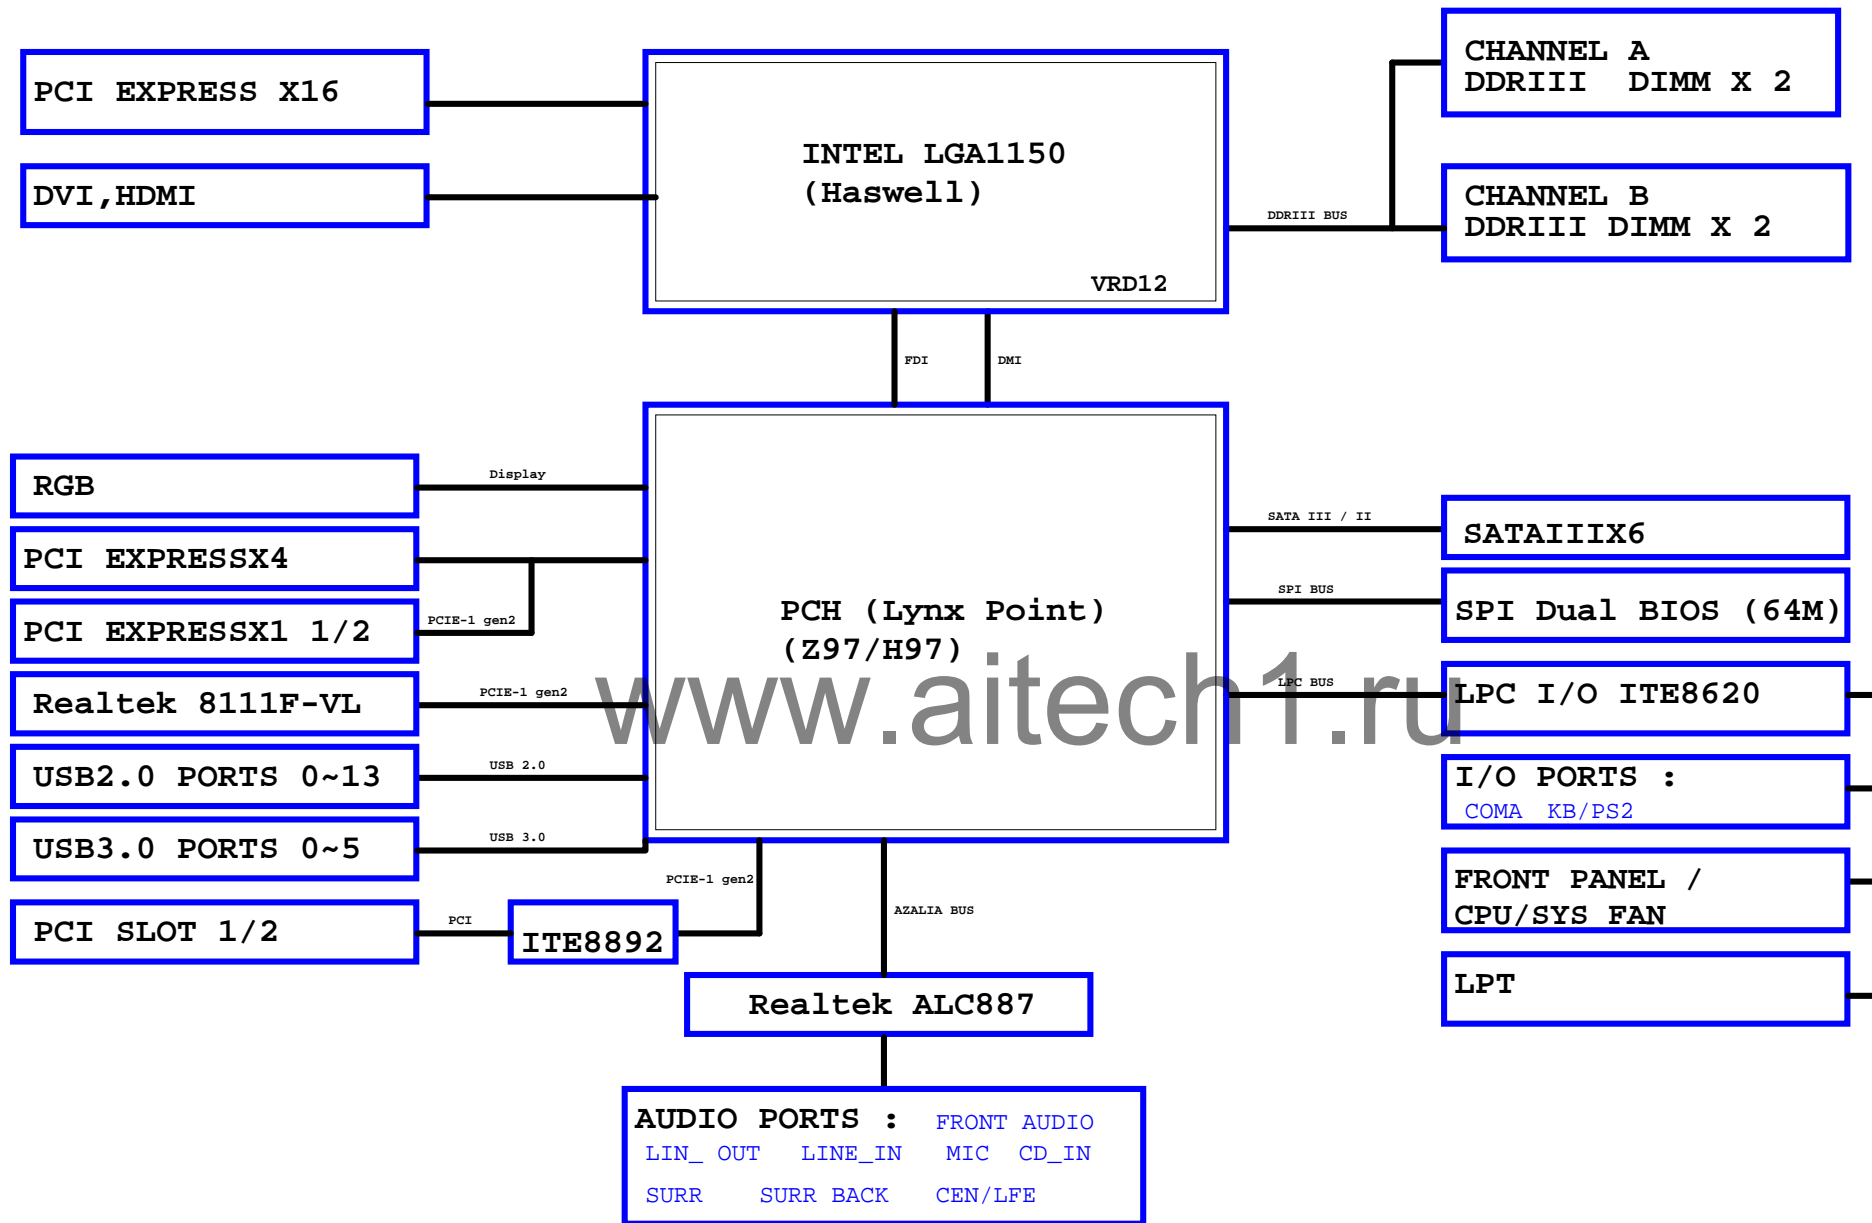 PCI EXPRESS X16
DVI,HDMI
INTEL LGA1150
(Haswell)
VRD12
DDRIII BUS
CHANNEL A
DDRIII DIMM X 2
CHANNEL B
DDRIII DIMM X 2
FDI
DMI
RGB
Display
PCI EXPRESSX4
PCI EXPRESSX1 1/2
PCIE-1 gen2
Realtek 8111F-VL
PCIE-1 gen2
USB2.0 PORTS 0~13
USB 2.0
USB3.0 PORTS 0~5
USB 3.0
PCI SLOT 1/2
PCI
ITE8892
PCIE-1 gen2
PCH (Lynx Point)
(Z97/H97)
www.aitech1.ru
SATA III / II
SATAIIIX6
SPI BUS
SPI Dual BIOS (64M)
LPC BUS
LPC I/O ITE8620
I/O PORTS :
COMA KB/PS2
FRONT PANEL /
CPU/SYS FAN
LPT
AZALIA BUS
Realtek ALC887
AUDIO PORTS : FRONT AUDIO
LIN_ OUT LINE_IN MIC CD_IN
SURR SURR BACK CEN/LFE